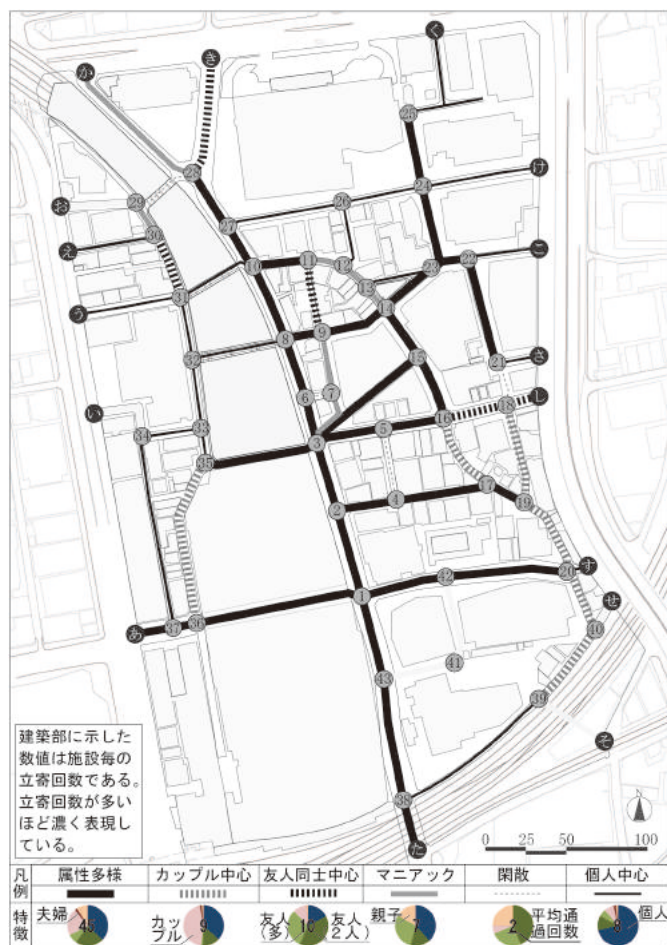 か
き
く
28
25
24
け
お
29
26
え
30
27
こ
10
11
12
23
22
13
う
31
14
9
8
32
15
21
さ
6
7
し
い
34
33
3
5
16
18
35
17
4
19
2
42
20
す
1
せ
あ
37
36
40
41
43
39
そ
38
た
N
0 25 50 100
建築部に示した
数値は施設毎の
立寄回数である。
立寄回数が多い
ほど濃く表現し
ている。
凡例
属性多様
カップル中心
友人同士中心
マニアック
閑散
個人中心
特徴
夫婦
カップル
9
友人(多)
10
友人2人
親子
7
2
平均通過回数
8
個人